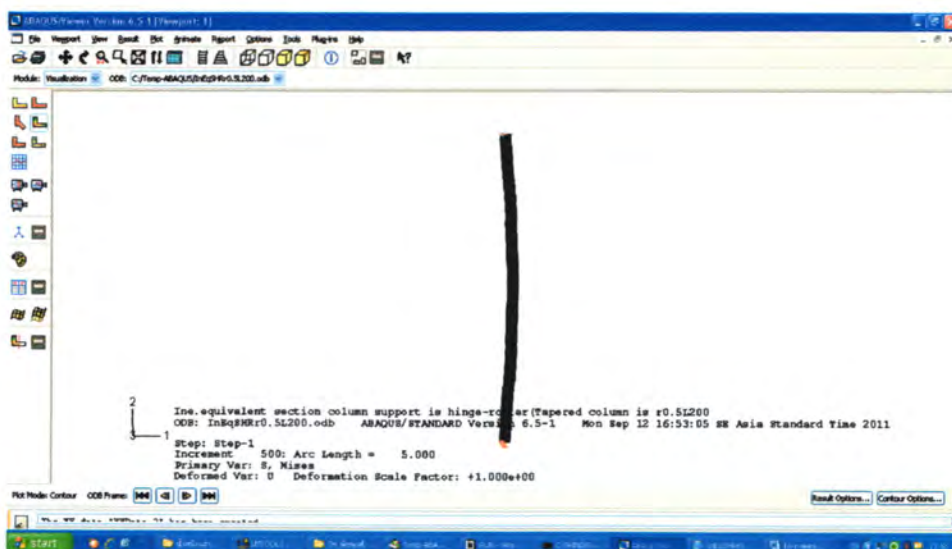 ABAQUS/Viewer Version 6.5-1 [Viewport: 1]
File Viewport View Result Plot Animate Report Options Tools Plug-ins Help
Module: Visualization ODB: C:/Temp-ABAQUS/InEqSHRr0.5L200.odb
2
3 1
Ine.equivalent section column support is hinge-roller(Tapered column is r0.5L200
ODB: InEqSHRr0.5L200.odb ABAQUS/STANDARD Version 6.5-1 Mon Sep 12 16:53:05 SE Asia Standard Time 2011
Step: Step-1
Increment 500: Arc Length = 5.000
Primary Var: S, Mises
Deformed Var: U Deformation Scale Factor: +1.000e+00
Plot Mode: Contour ODB Frame: Result Options... Contour Options...
start